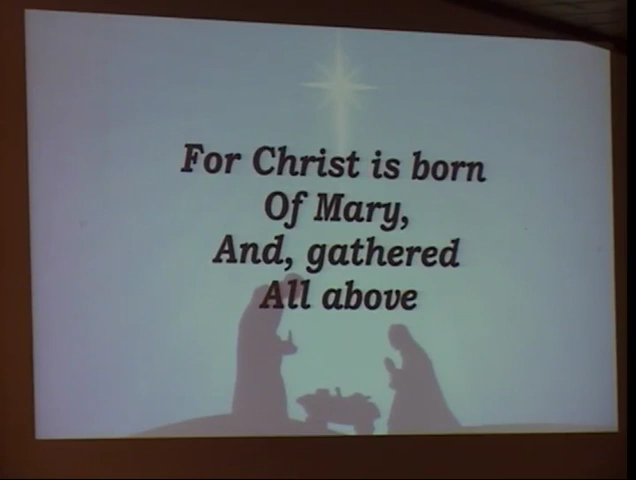 For Christ is born
Of Mary,
And, gathered
All above